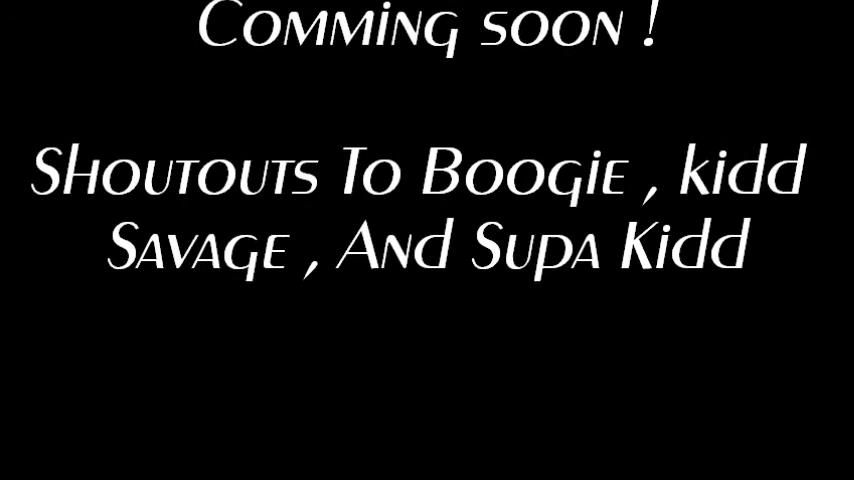 Comming soon !
Shoutouts To Boogie , kidd
Savage , And Supa Kidd